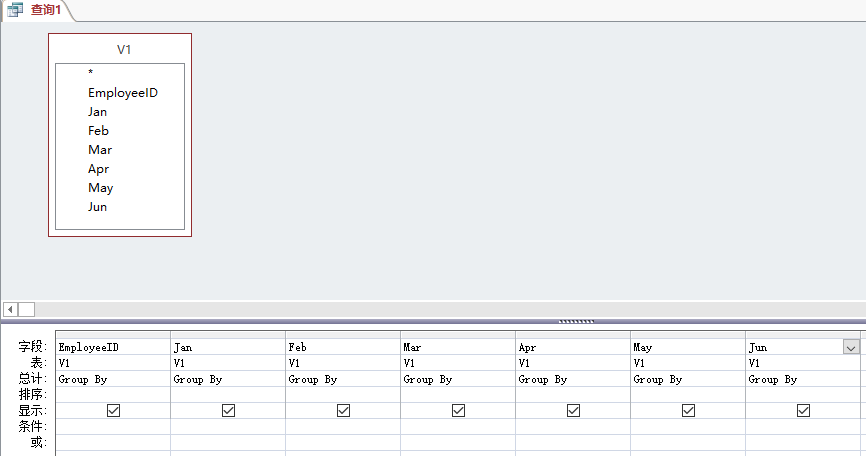 查询1
V1
*
EmployeeID
Jan
Feb
Mar
Apr
May
Jun
字段: EmployeeID Jan Feb Mar Apr May Jun
表: V1 V1 V1 V1 V1 V1 V1
总计: Group By Group By Group By Group By Group By Group By Group By
排序:
显示:
条件:
或: